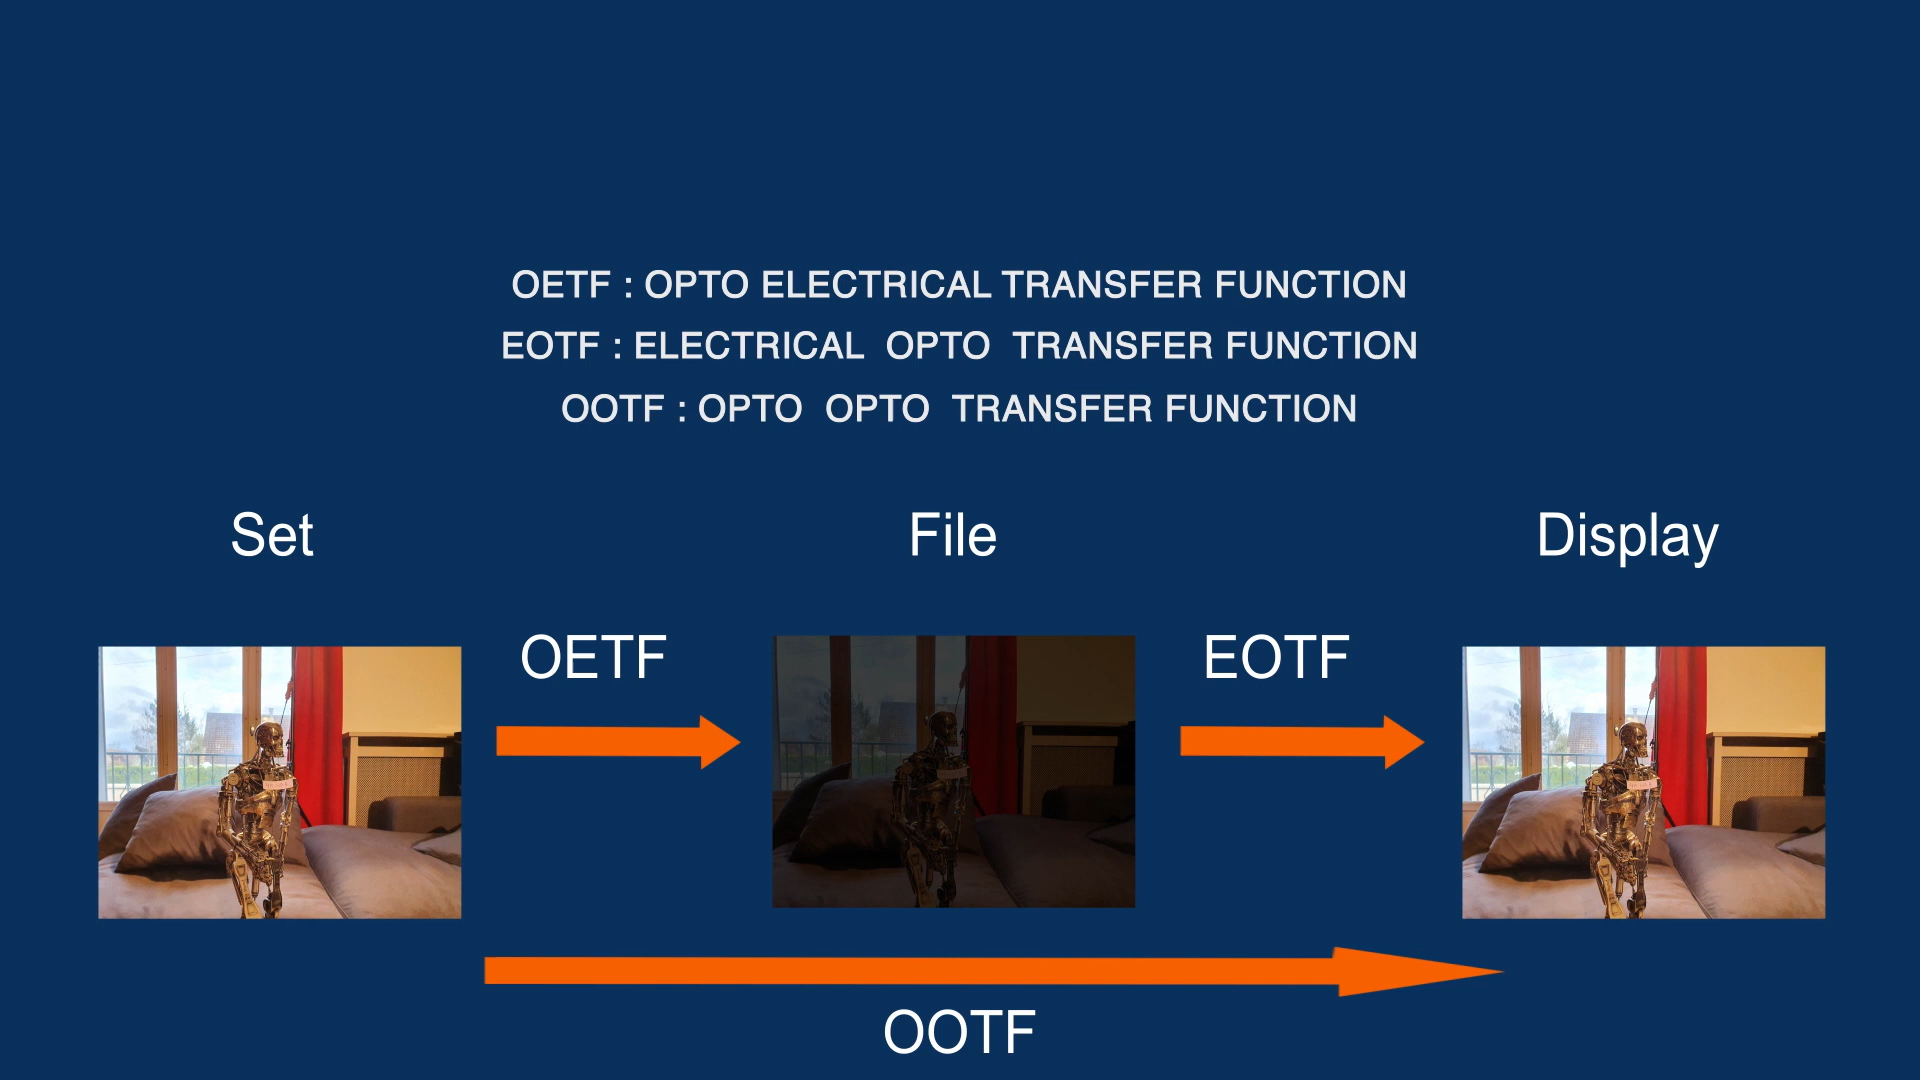 OETF : OPTO ELECTRICAL TRANSFER FUNCTION
EOTF : ELECTRICAL OPTO TRANSFER FUNCTION
OOTF : OPTO OPTO TRANSFER FUNCTION
Set File Display
OETF EOTF
OOTF